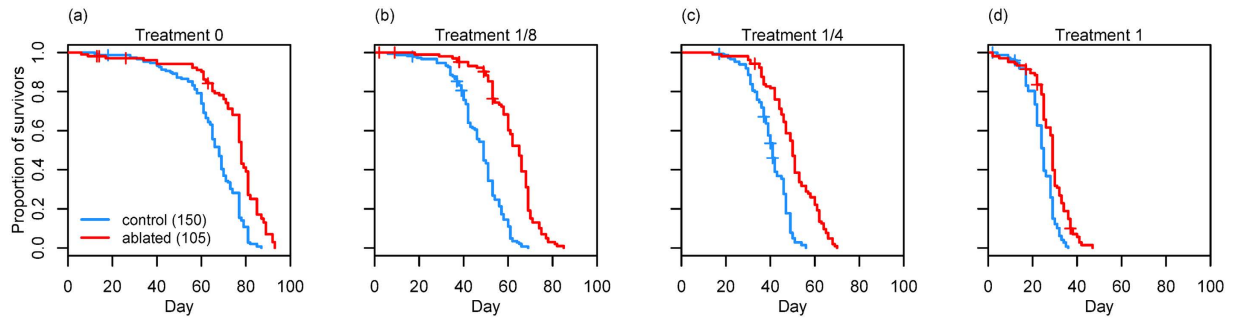 (a) (b) (c) (d)
Treatment 0 Treatment 1/8 Treatment 1/4 Treatment 1
Proportion of survivors
1.0
0.8
0.6
0.4
0.2
0.0
control (150)
ablated (105)
0 20 40 60 80 100 0 20 40 60 80 100 0 20 40 60 80 100 0 20 40 60 80 100
Day Day Day Day